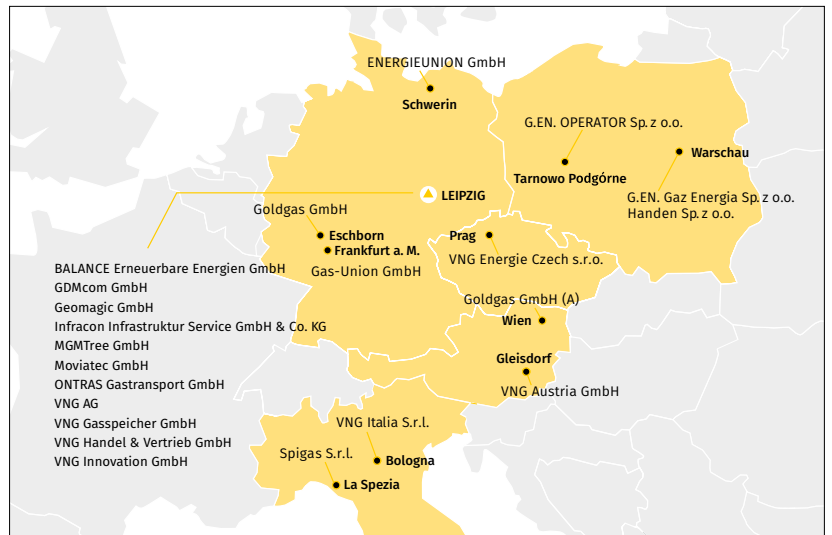 ENERGIEUNION GmbH
Schwerin
G.EN. OPERATOR Sp. z o.o.
Warschau
Tarnowo Podgórne
G.EN. Gaz Energia Sp. z o.o.
Handen Sp. z o.o.
LEIPZIG
Goldgas GmbH
Eschborn
Frankfurt a. M.
Gas-Union GmbH
Prag
VNG Energie Czech s.r.o.
BALANCE Erneuerbare Energien GmbH
GDMcom GmbH
Geomagic GmbH
Infracon Infrastruktur Service GmbH & Co. KG
MGMTree GmbH
Moviatec GmbH
ONTRAS Gastransport GmbH
VNG AG
VNG Gasspeicher GmbH
VNG Handel & Vertrieb GmbH
VNG Innovation GmbH
Goldgas GmbH (A)
Wien
Gleisdorf
VNG Austria GmbH
VNG Italia S.r.l.
Spigas S.r.l.
Bologna
La Spezia